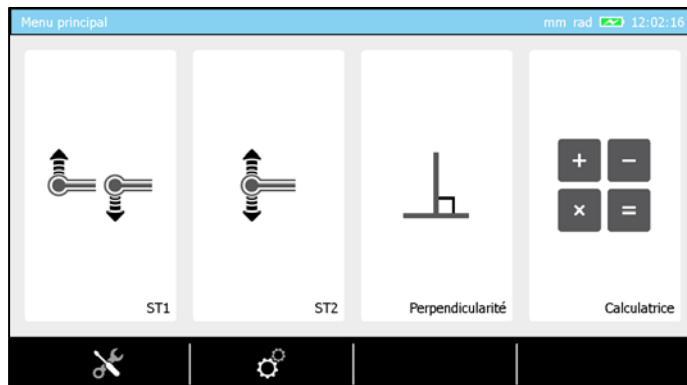 Menu principal
mm rad 12:02:16
+ −
× =
ST1
ST2
Perpendicularité
Calculatrice